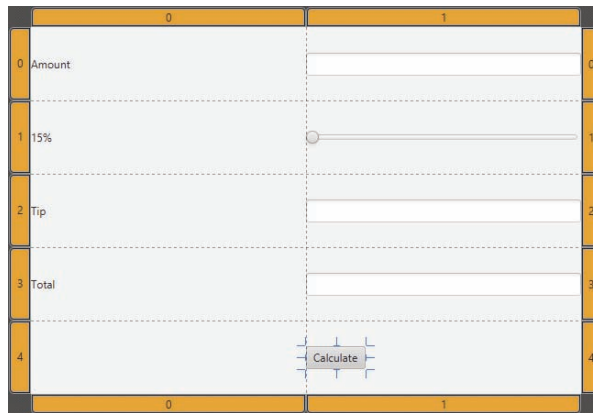 0 1
0 Amount 0
1 15% 1
2 Tip 2
3 Total 3
4 Calculate 4
0 1